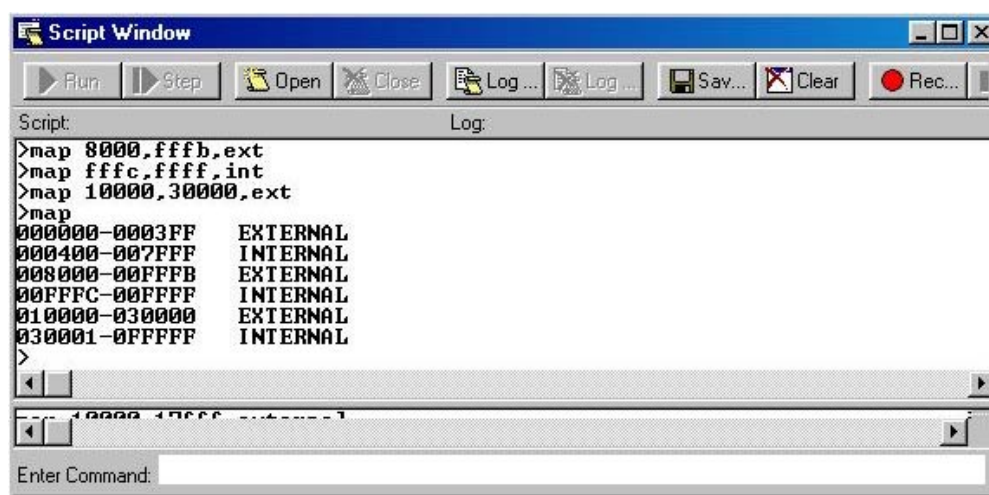 Script Window
Run Step Open Close Log ... Log ... Sav... Clear Rec...
Script: Log:
>map 8000,fffb,ext
>map fffc,ffff,int
>map 10000,30000,ext
>map
000000-0003FF EXTERNAL
000400-007FFF INTERNAL
008000-00FFFB EXTERNAL
00FFFC-00FFFF INTERNAL
010000-030000 EXTERNAL
030001-0FFFFF INTERNAL
>
Enter Command: